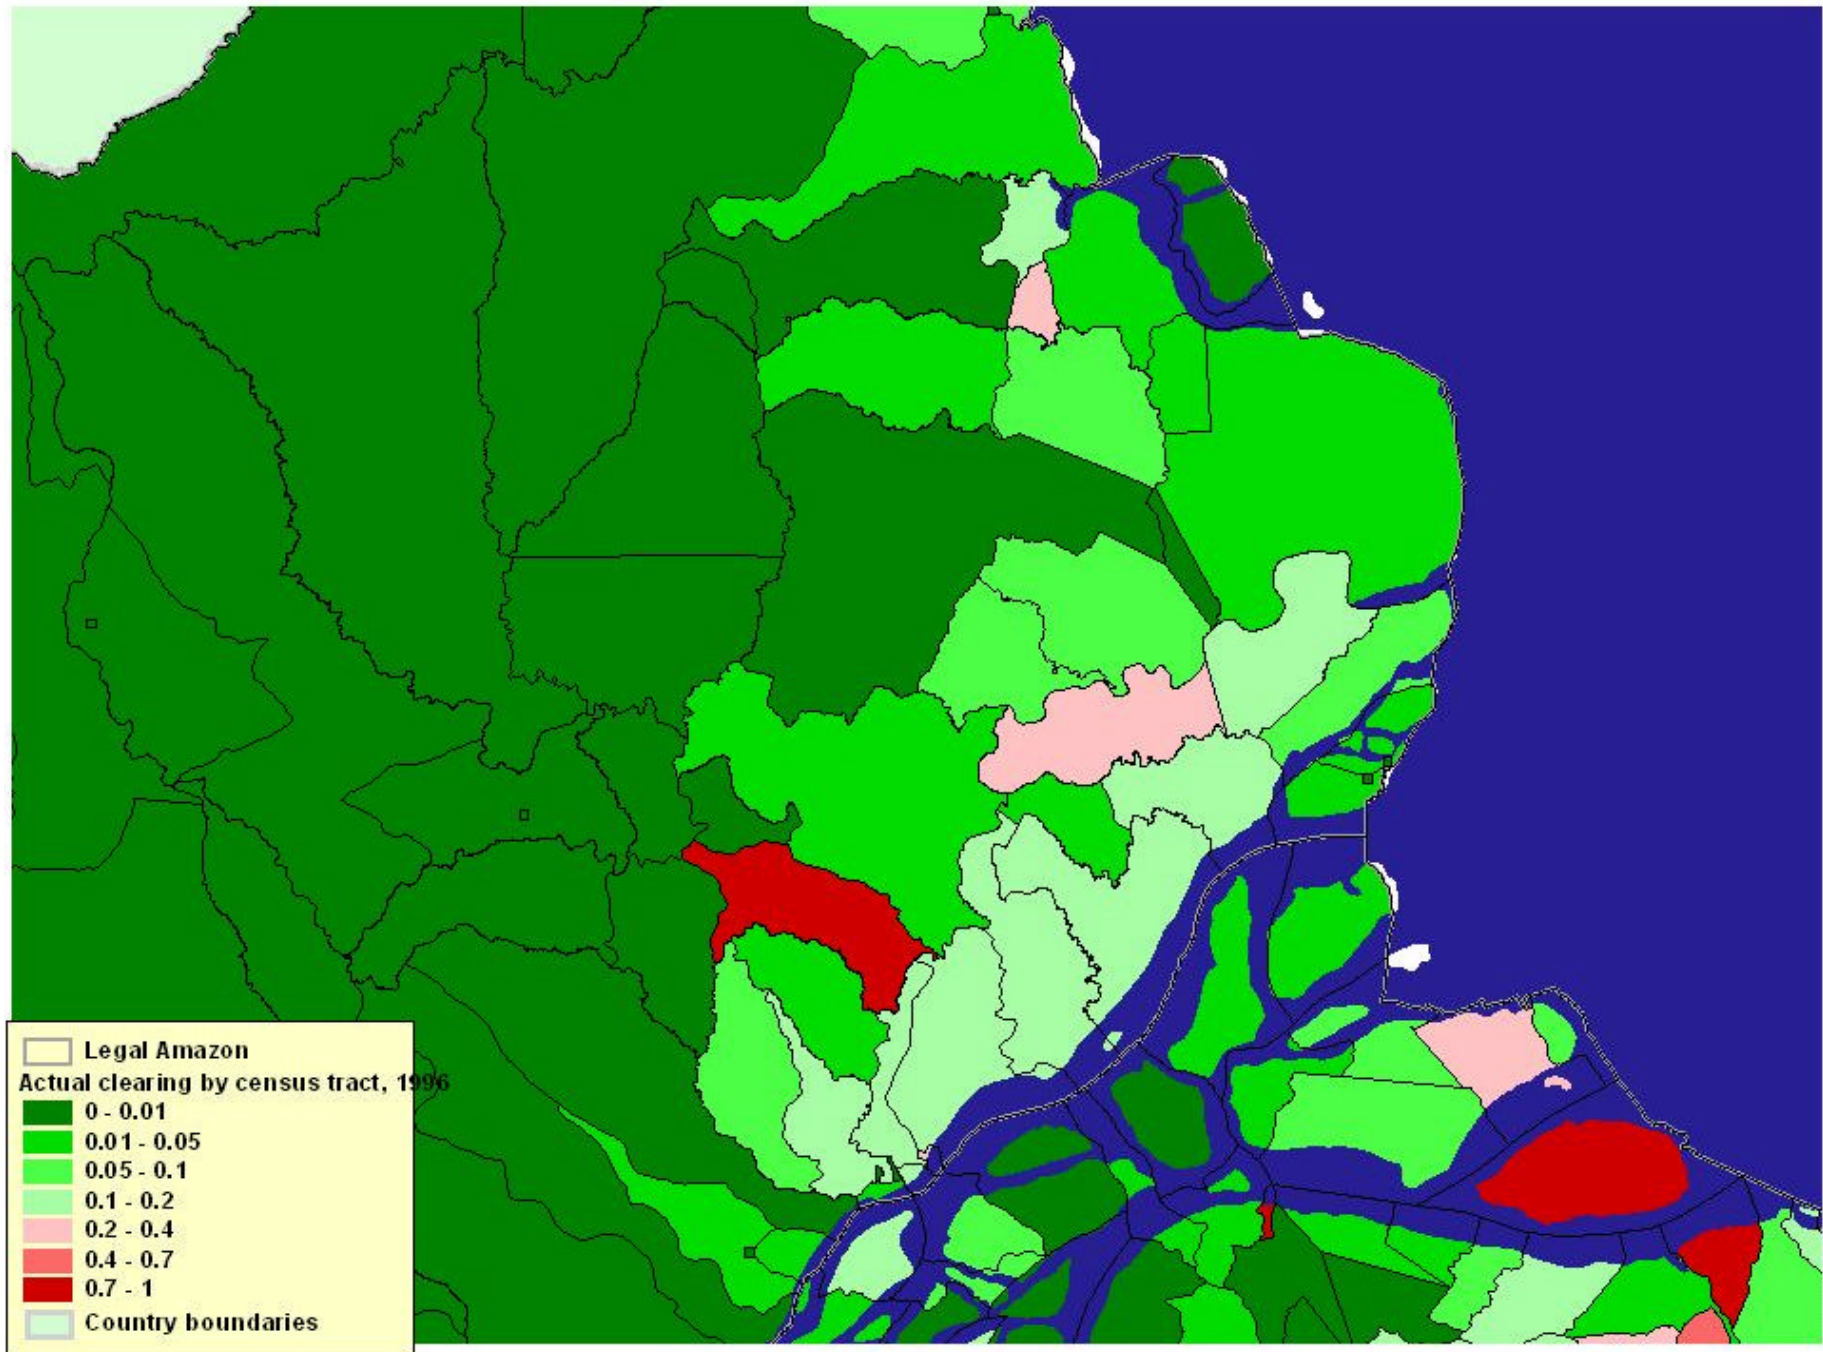 Legal Amazon
Actual clearing by census tract, 1996
0 - 0.01
0.01 - 0.05
0.05 - 0.1
0.1 - 0.2
0.2 - 0.4
0.4 - 0.7
0.7 - 1
Country boundaries